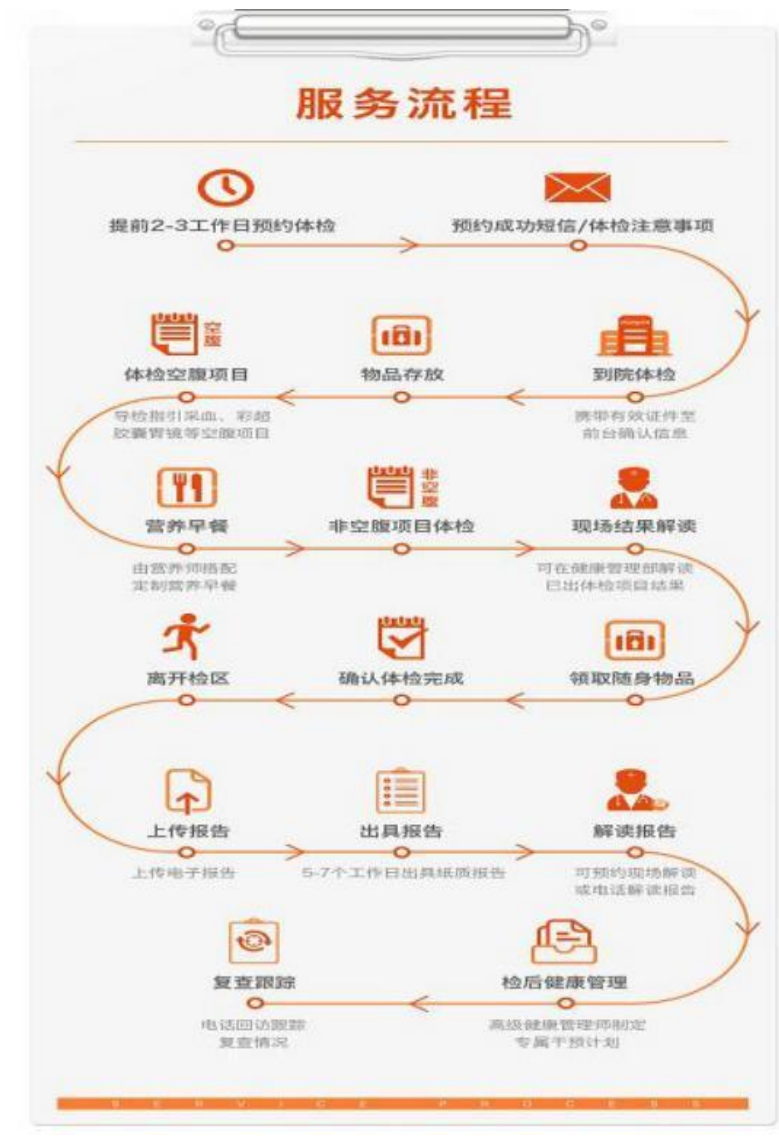 服务流程
提前2-3工作日预约体检
预约成功短信/体检注意事项
空腹
体检空腹项目
物品存放
到院体检
导检指引采血、彩超
胶囊胃镜等空腹项目
携带有效证件至
前台确认信息
非空腹
营养早餐
非空腹项目体检
现场结果解读
由营养师搭配
定制营养早餐
可在健康管理部解读
已出体检项目结果
离开检区
确认体检完成
领取随身物品
上传报告
出具报告
解读报告
上传电子报告
5-7个工作日出具纸质报告
可预约现场解读
或电话解读报告
复查跟踪
检后健康管理
电话回访跟踪
复查情况
高级健康管理师制定
专属干预计划
SERVICE PROCESS